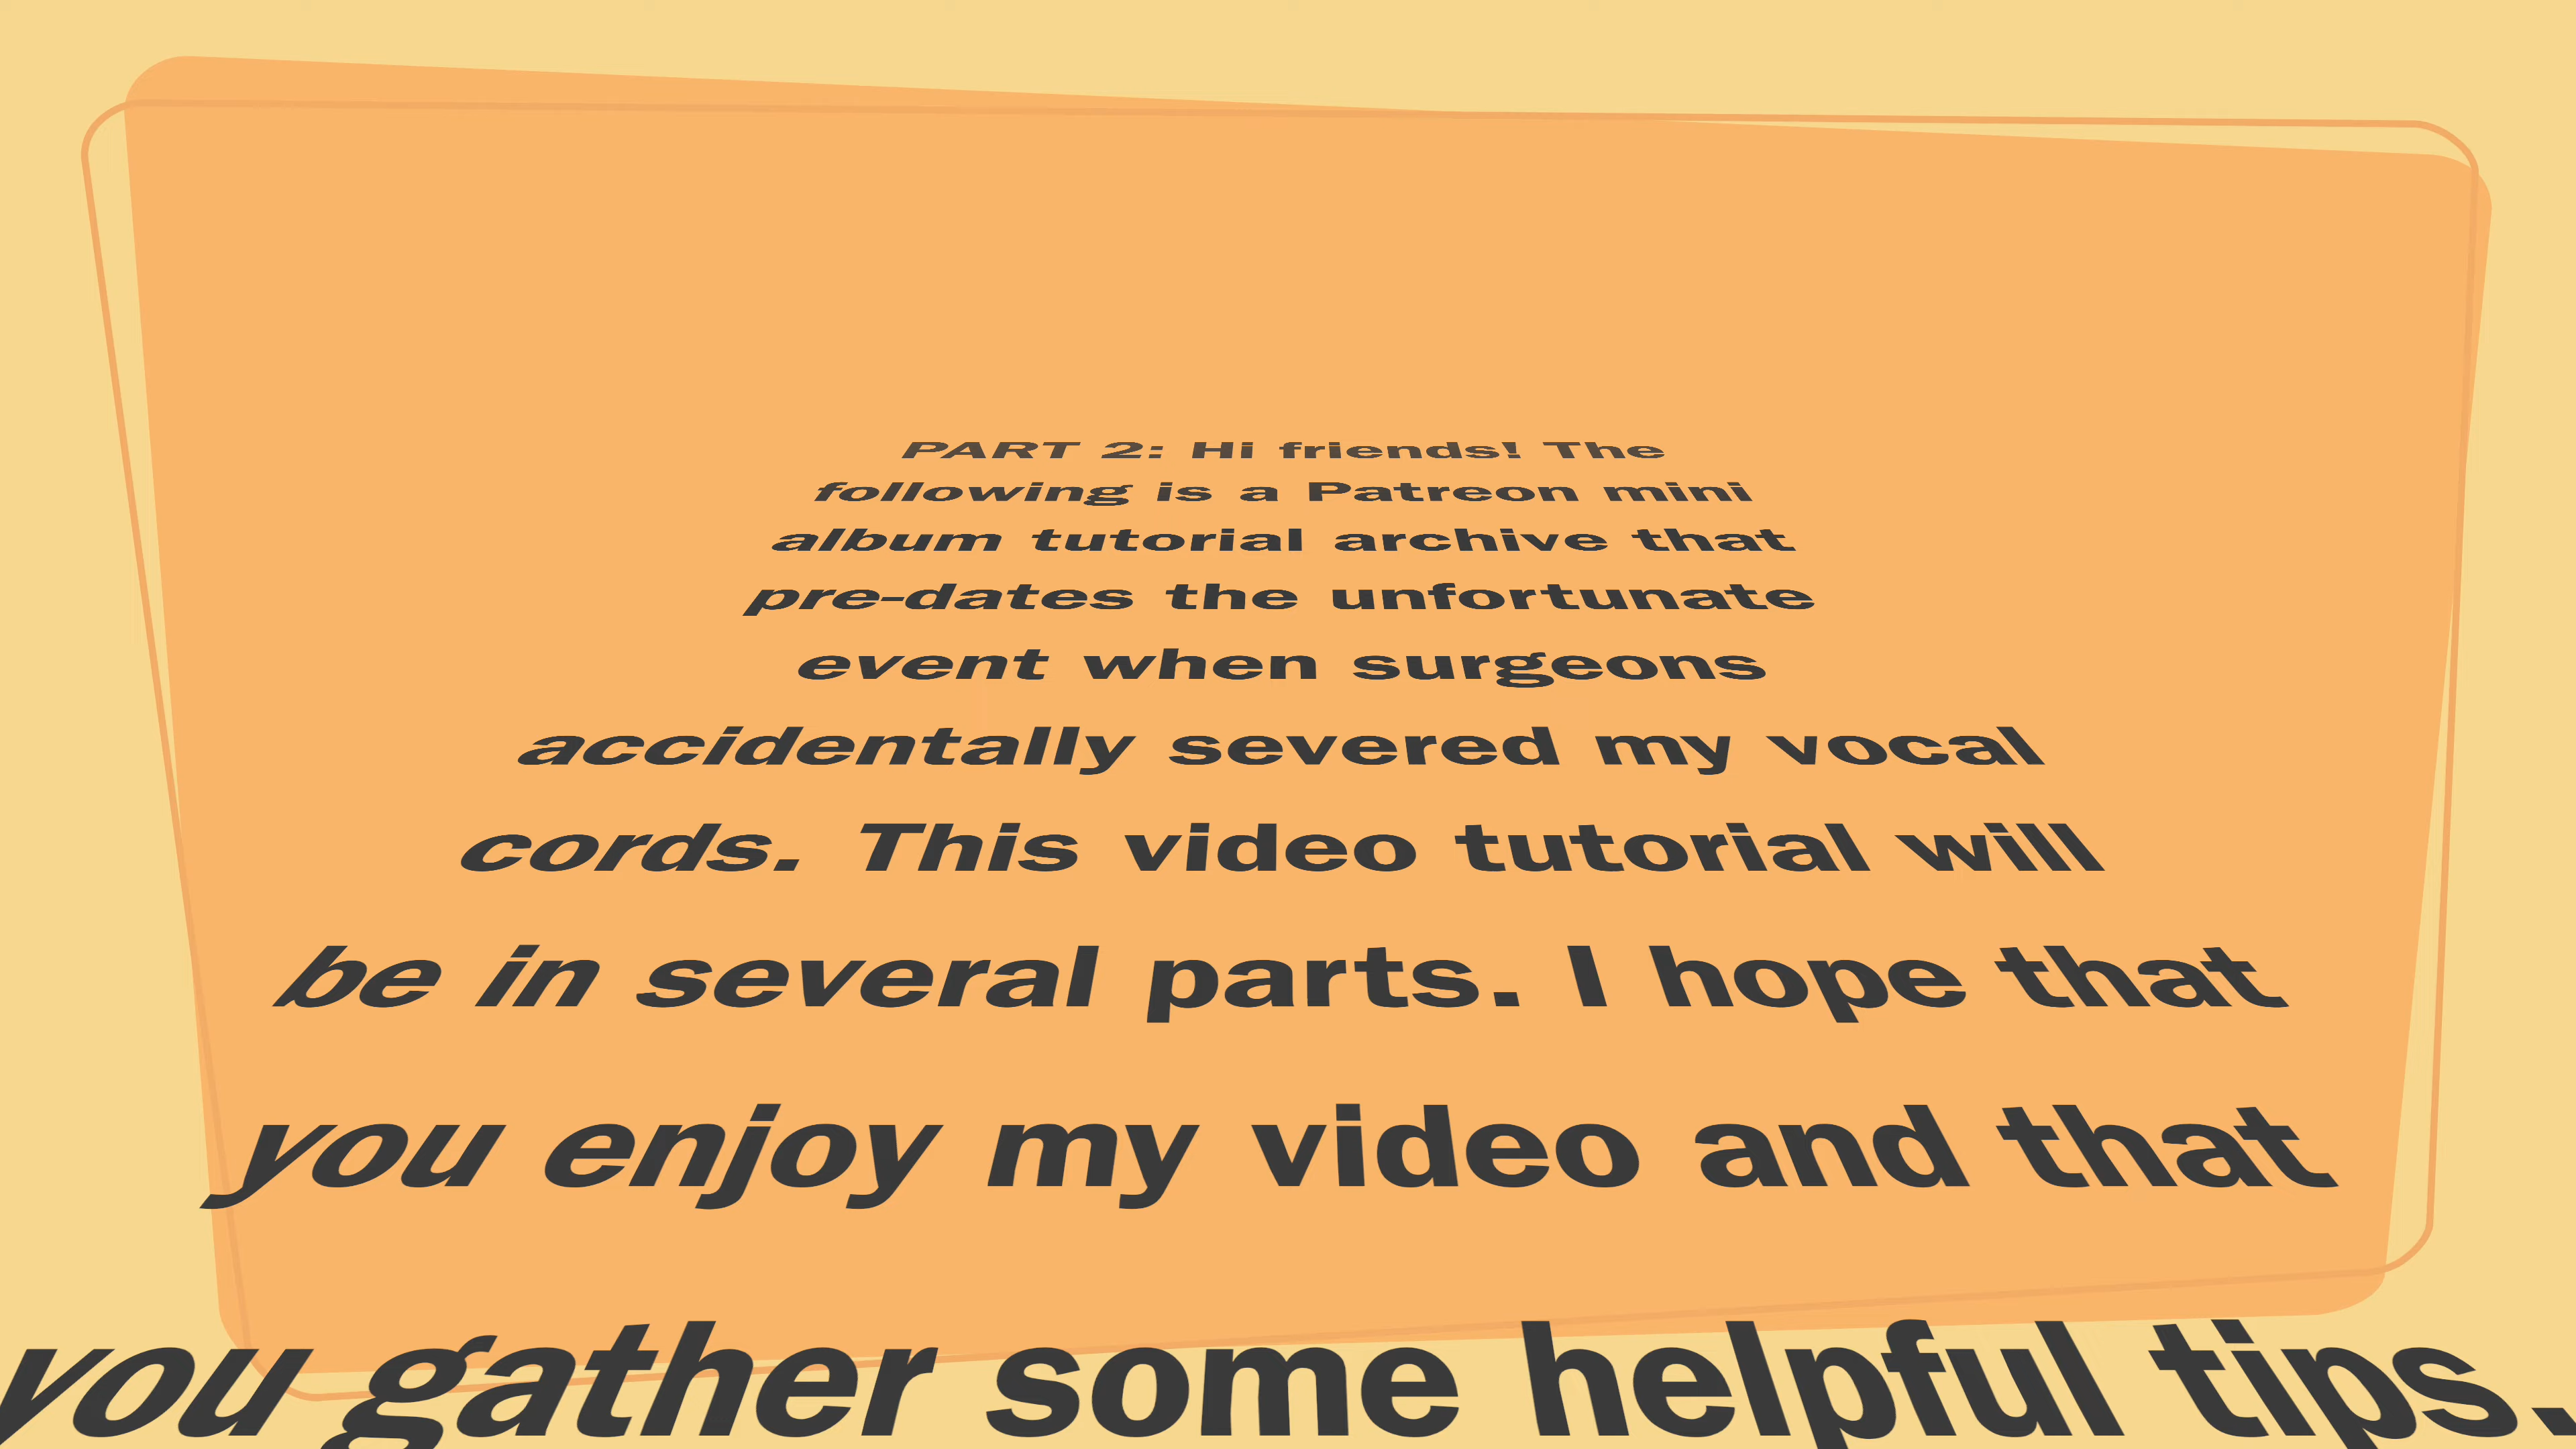 PART 2: Hi friends! The
following is a Patreon mini
album tutorial archive that
pre-dates the unfortunate
event when surgeons
accidentally severed my vocal
cords. This video tutorial will
be in several parts. I hope that
you enjoy my video and that
you gather some helpful tips.